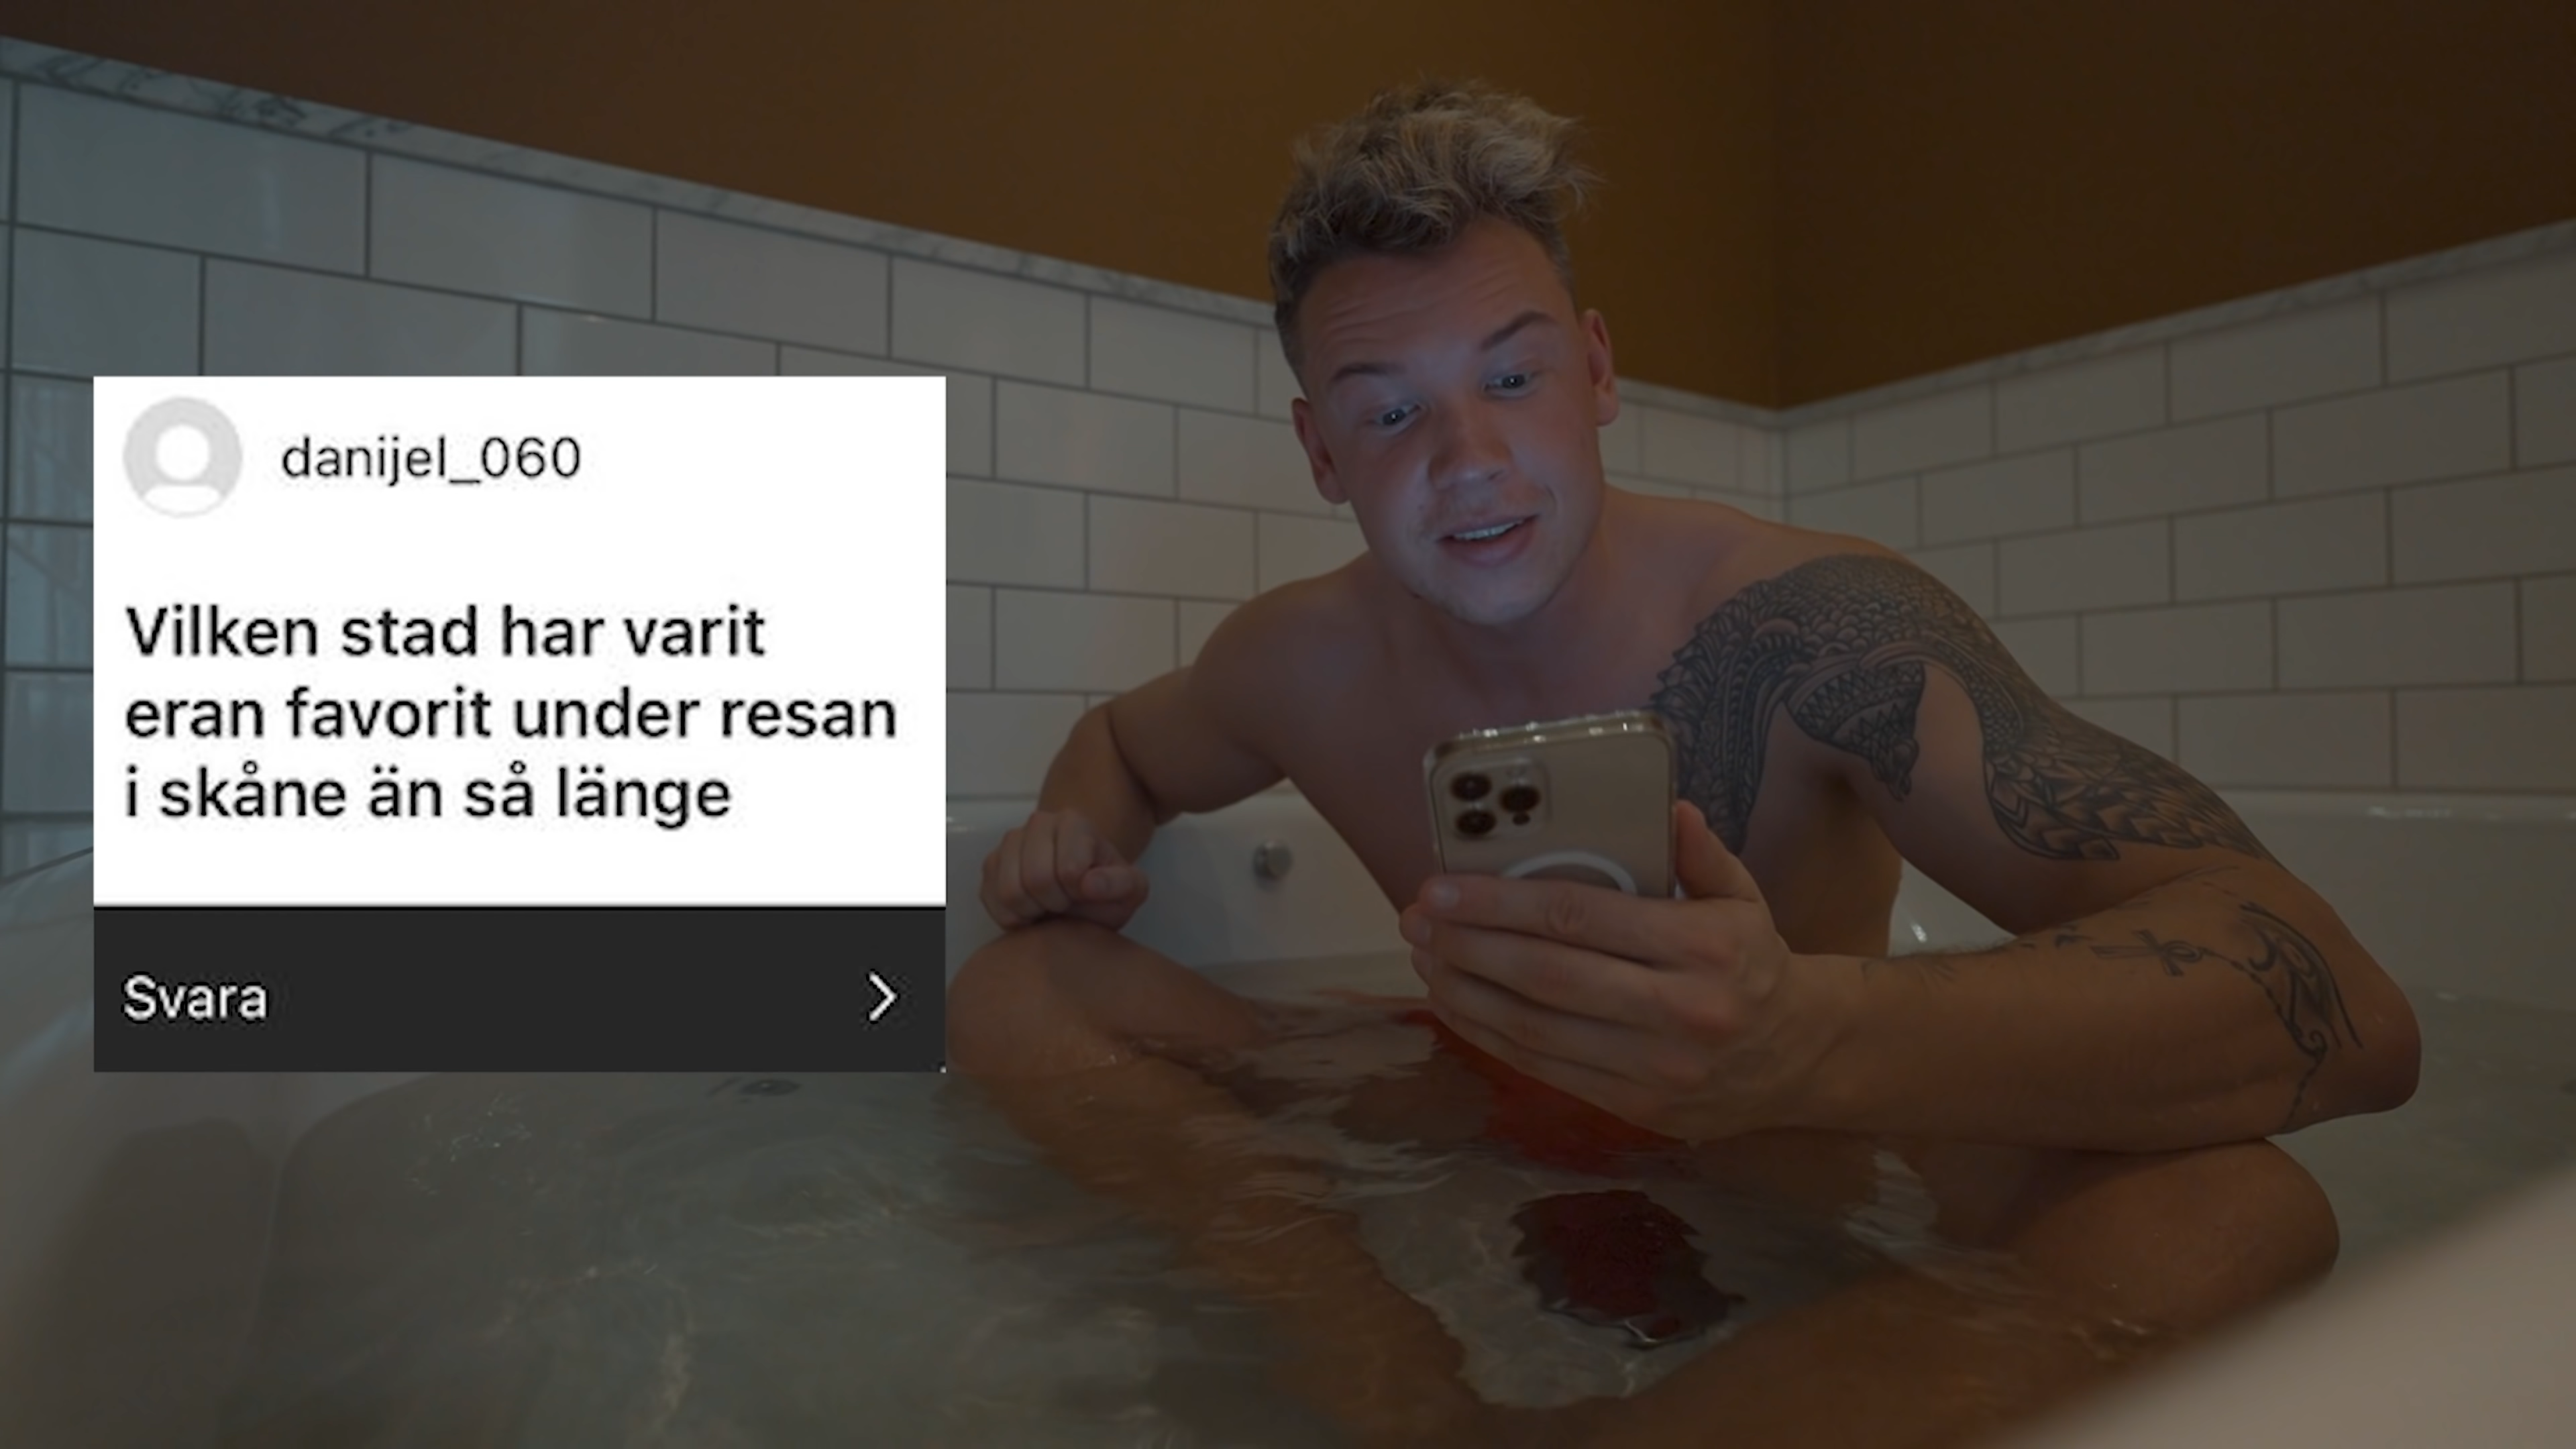 danijel_060
Vilken stad har varit
eran favorit under resan
i skåne än så länge
Svara